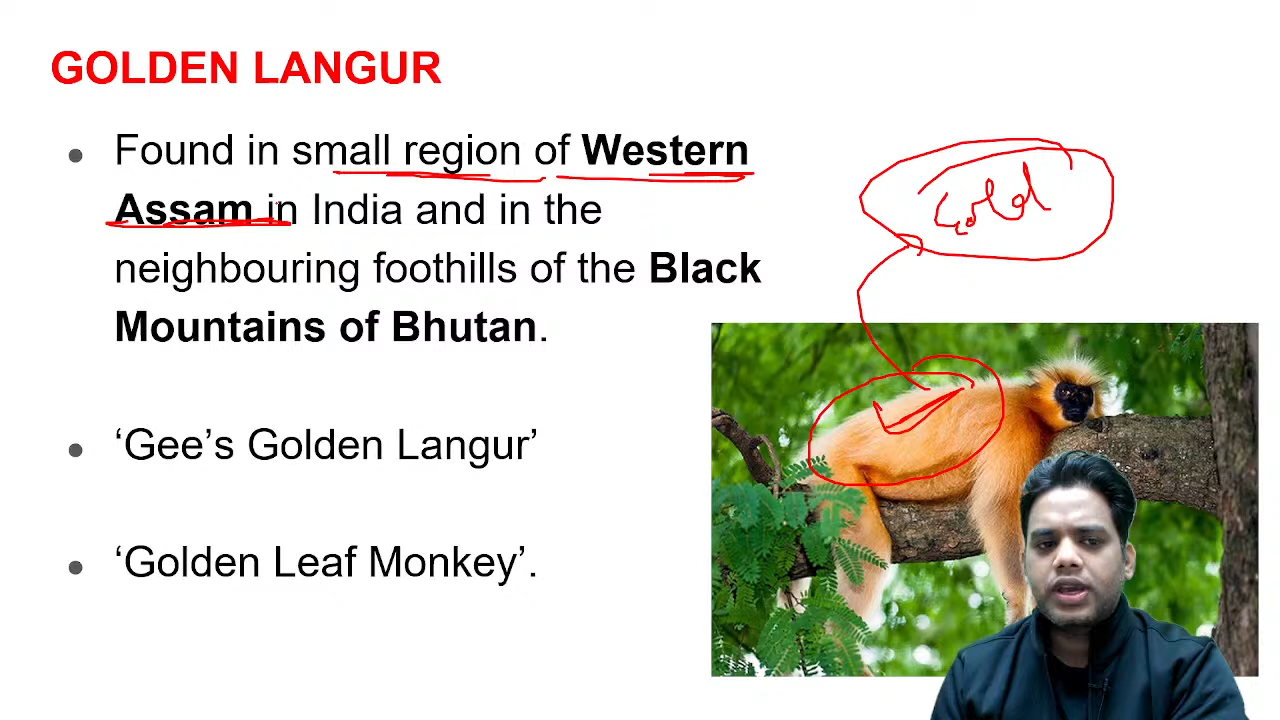 GOLDEN LANGUR
● Found in small region of Western
Assam in India and in the
neighbouring foothills of the Black
Mountains of Bhutan.
● ‘Gee’s Golden Langur’
● ‘Golden Leaf Monkey’.
Gold